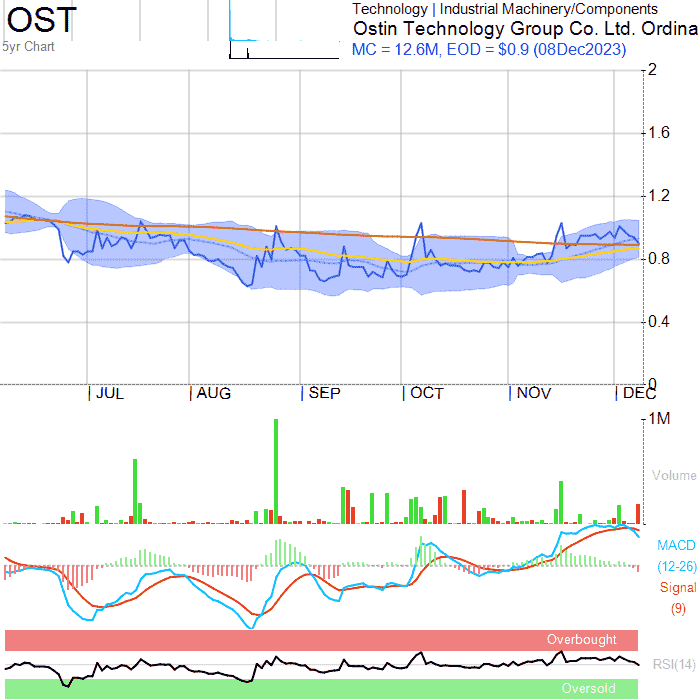 OST
5yr Chart
Technology | Industrial Machinery/Components
Ostin Technology Group Co. Ltd. Ordina
MC = 12.6M, EOD = $0.9 (08Dec2023)
2
1.6
1.2
0.8
0.4
0
JUL AUG SEP OCT NOV DEC
1M
Volume
MACD
(12-26)
Signal
(9)
Overbought
RSI(14)
Oversold